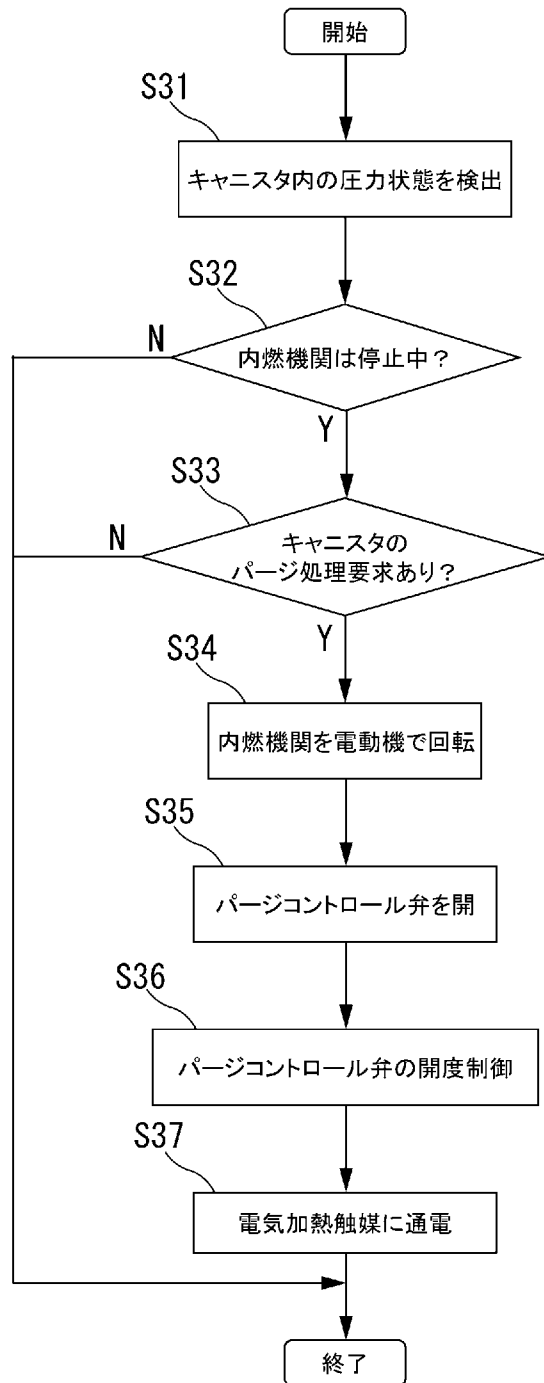 開始
S31
キャニスタ内の圧力状態を検出
S32
N
内燃機関は停止中？
Y
S33
N
キャニスタの
パージ処理要求あり？
Y
S34
内燃機関を電動機で回転
S35
パージコントロール弁を開
S36
パージコントロール弁の開度制御
S37
電気加熱触媒に通電
終了